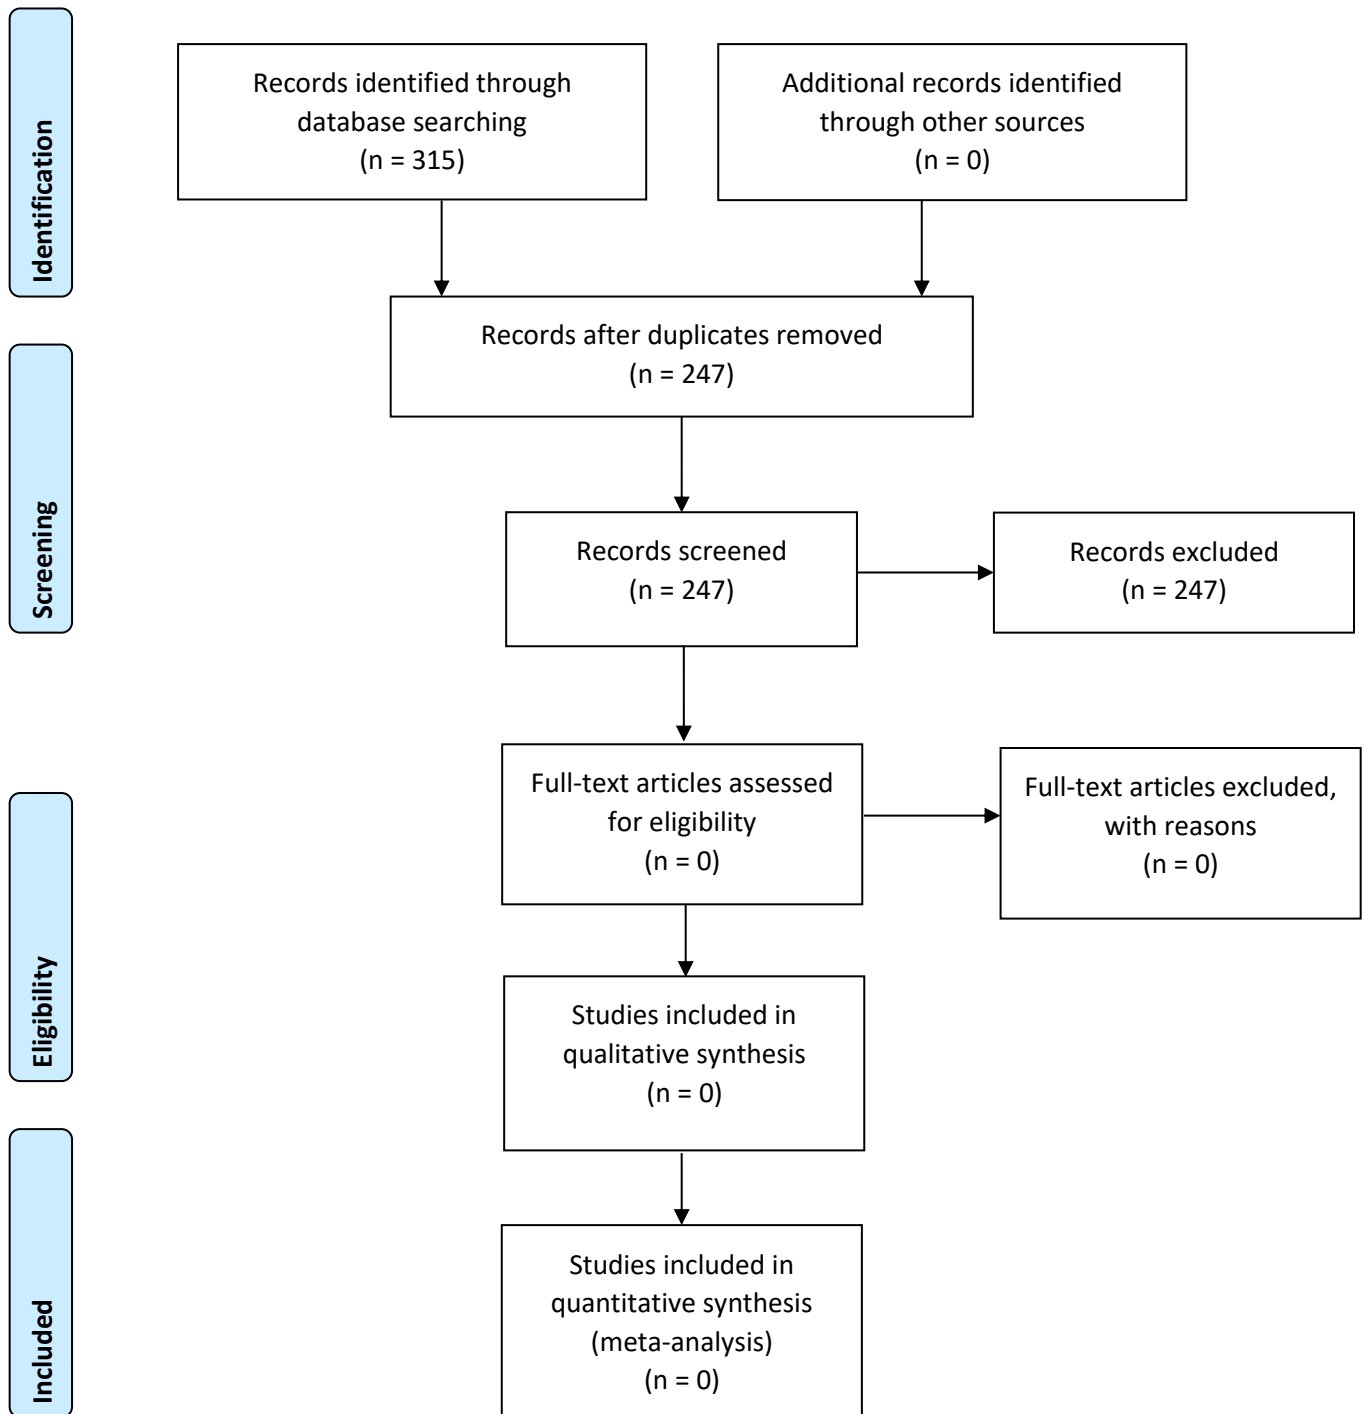 Identification
Records identified through
database searching
(n = 315)
Additional records identified
through other sources
(n = 0)
Records after duplicates removed
(n = 247)
Screening
Records screened
(n = 247)
Records excluded
(n = 247)
Full-text articles assessed
for eligibility
(n = 0)
Full-text articles excluded,
with reasons
(n = 0)
Eligibility
Studies included in
qualitative synthesis
(n = 0)
Included
Studies included in
quantitative synthesis
(meta-analysis)
(n = 0)